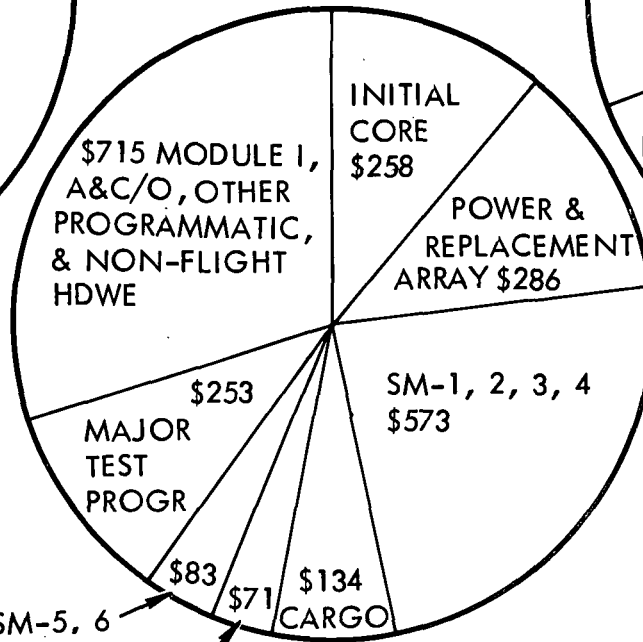 INITIAL
CORE
$258
POWER &
REPLACEMENT
ARRAY $286
SM-1, 2, 3, 4
$573
$134
CARGO
$71
$83
SM-5, 6
$253
MAJOR
TEST
PROGR
$715 MODULE I,
A&C/O, OTHER
PROGRAMMATIC,
& NON-FLIGHT
HDWE